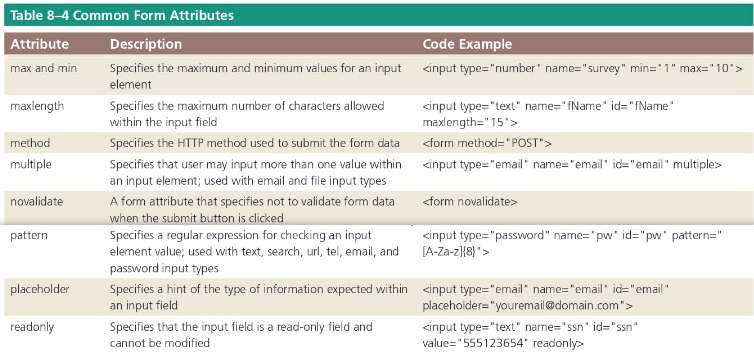 Table 8–4 Common Form Attributes
Attribute Description Code Example
max and min Specifies the maximum and minimum values for an input <input type="number" name="survey" min="1" max="10">
element
maxlength Specifies the maximum number of characters allowed <input type="text" name="fName" id="fName"
within the input field maxlength="15">
method Specifies the HTTP method used to submit the form data <form method="POST">
multiple Specifies that user may input more than one value within <input type="email" name="email" id="email" multiple>
an input element; used with email and file input types
novalidate A form attribute that specifies not to validate form data <form novalidate>
when the submit button is clicked
pattern Specifies a regular expression for checking an input <input type="password" name="pw" id="pw" pattern="
element value; used with text, search, url, tel, email, and [A-Za-z]{8}">
password input types
placeholder Specifies a hint of the type of information expected within <input type="email" name="email" id="email"
an input field placeholder="youremail@domain.com">
readonly Specifies that the input field is a read-only field and <input type="text" name="ssn" id="ssn"
cannot be modified value="555123654" readonly>